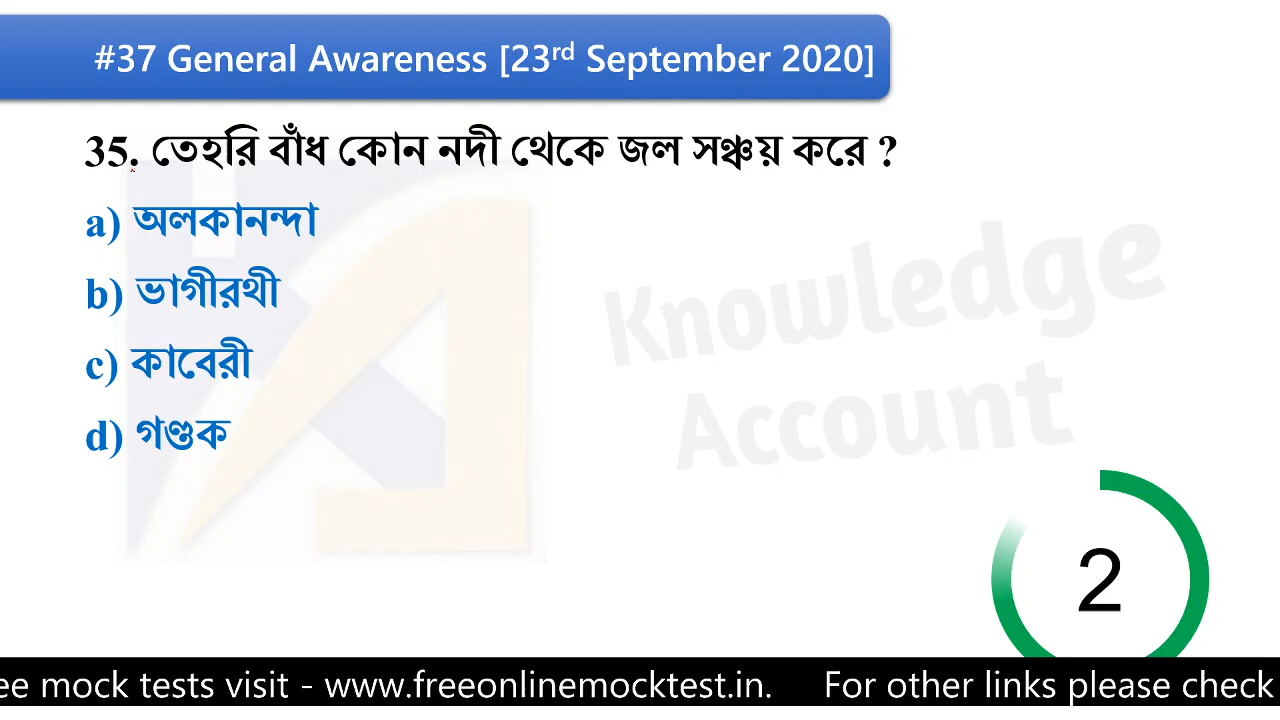 #37 General Awareness [23rd September 2020]
35. তেহরি বাঁধ কোন নদী থেকে জল সঞ্চয় করে ?
a) অলকানন্দা
b) ভাগীরথী
c) কাবেরী
d) গণ্ডক
Knowledge
Account
2
ee mock tests visit - www.freeonlinemocktest.in. For other links please check